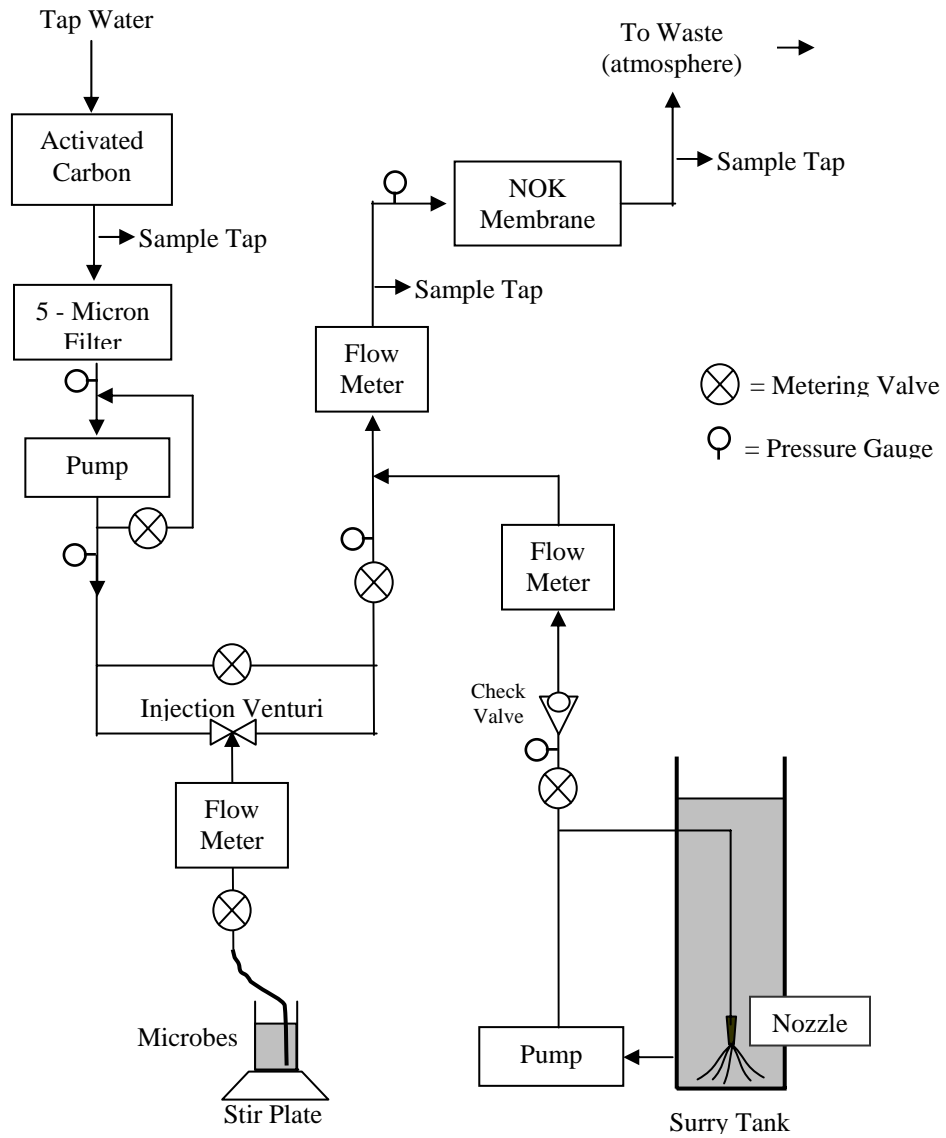 Tap Water
Activated
Carbon
Sample Tap
5 - Micron
Filter
Pump
Injection Venturi
Flow
Meter
Microbes
Stir Plate
To Waste
(atmosphere)
Sample Tap
NOK
Membrane
Sample Tap
Flow
Meter
= Metering Valve
= Pressure Gauge
Flow
Meter
Check
Valve
Nozzle
Pump
Surry Tank